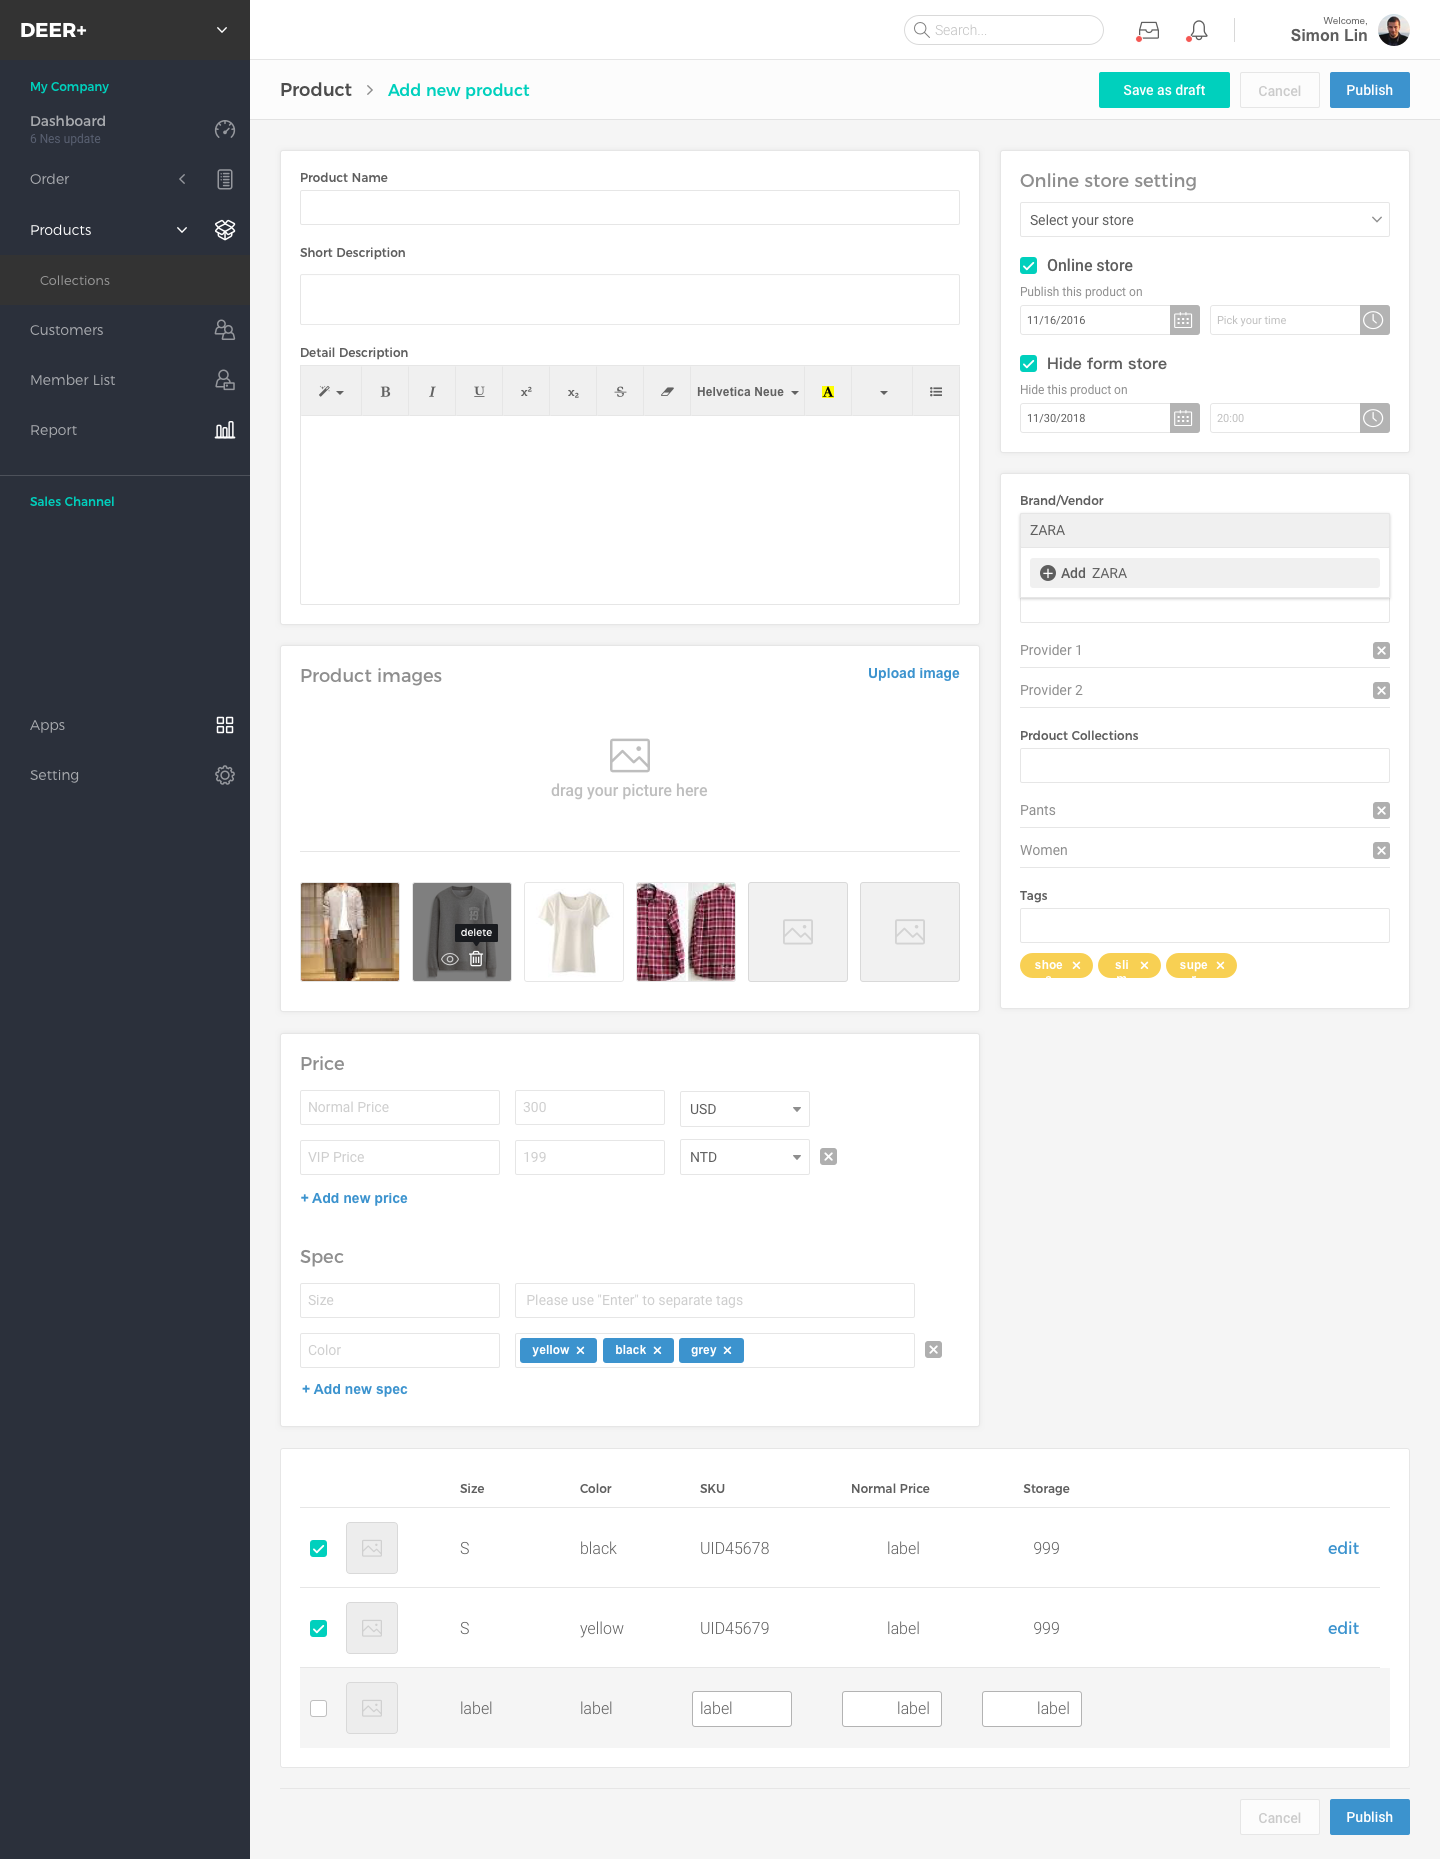 DEER+
Search...
Welcome,
Simon Lin
My Company
Dashboard
6 Nes update
Order
Products
Collections
Customers
Member List
Report
Sales Channel
Apps
Setting
Product > Add new product
Save as draft
Cancel
Publish
Product Name
Short Description
Detail Description
B
I
U
x²
x₂
S
Helvetica Neue
A
Product images
Upload image
drag your picture here
delete
Price
Normal Price
300
USD
VIP Price
199
NTD
+ Add new price
Spec
Size
Please use "Enter" to separate tags
Color
yellow ×
black ×
grey ×
+ Add new spec
Online store setting
Select your store
Online store
Publish this product on
11/16/2016
Pick your time
Hide form store
Hide this product on
11/30/2018
20:00
Brand/Vendor
ZARA
Add ZARA
Provider 1
Provider 2
Prdouct Collections
Pants
Women
Tags
shoe ×
sli ×
supe ×
Size Color SKU Normal Price Storage
S black UID45678 label 999 edit
S yellow UID45679 label 999 edit
label label label label label
Cancel
Publish